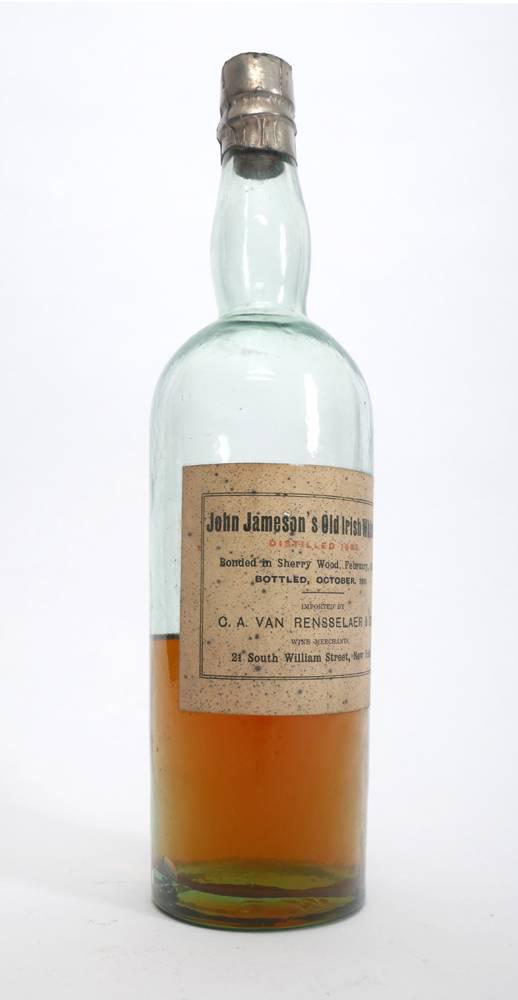 John Jameson's Old Irish
DISTILLED
Bonded in Sherry Wood, February,
BOTTLED, OCTOBER,
IMPORTED BY
C. A. VAN RENSSELAER &
WINE MERCHANTS,
21 South William Street, New